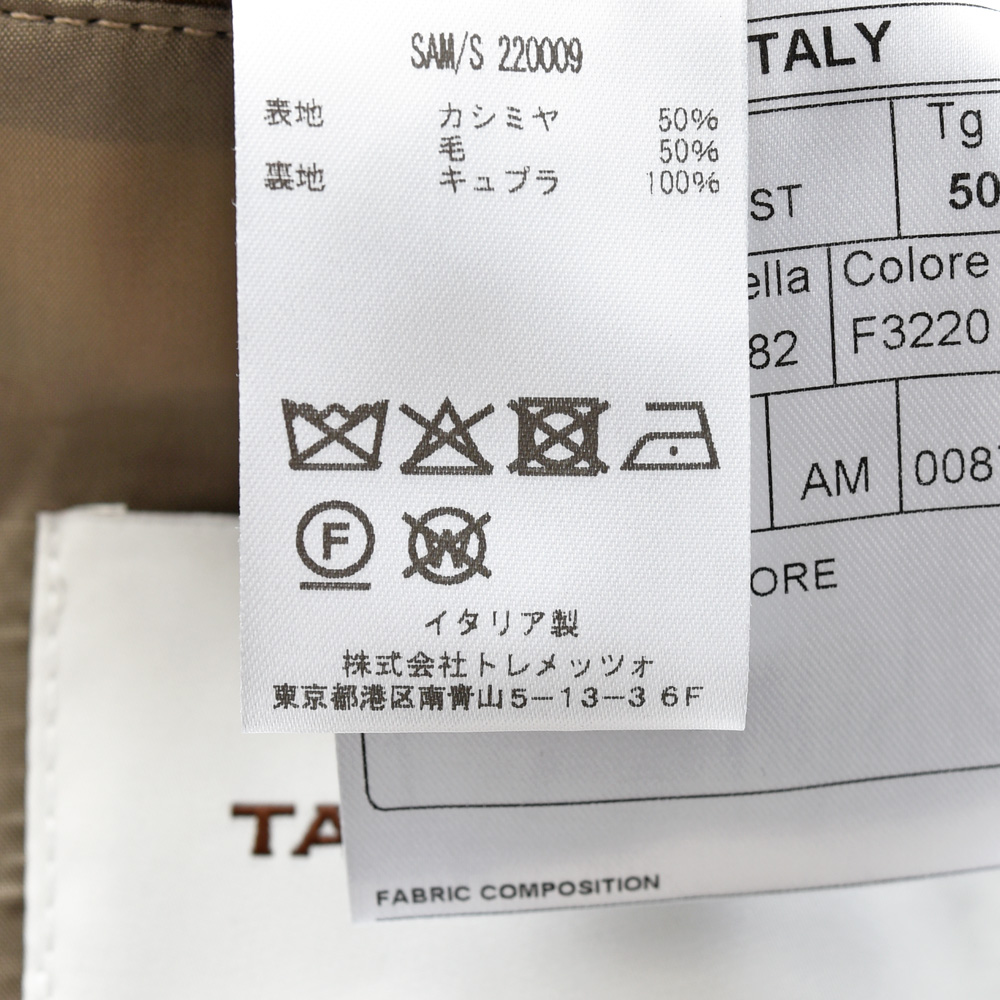 SAM/S 220009
表地 カシミヤ 50%
毛 50%
裏地 キュプラ 100%
F
W
イタリア製
株式会社トレメッツォ
東京都港区南青山5-13-3 6F
TALY
Tg
ST 50
ella Colore
82 F3220
AM 0087
ORE
FABRIC COMPOSITION
TA